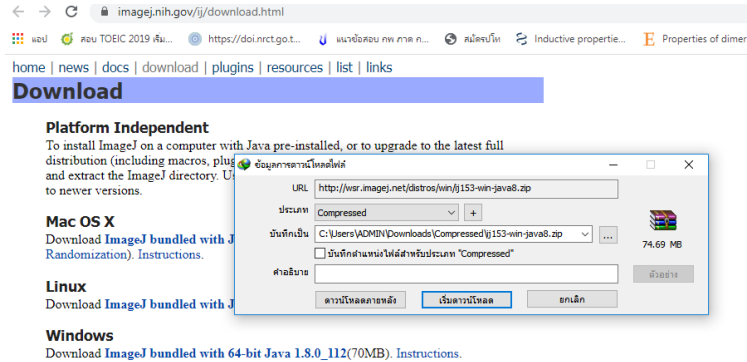 imagej.nih.gov/ij/download.html
แอป
สอบ TOEIC 2019 เริ่ม...
https://doi.nrct.go.t...
แนวข้อสอบ กพ ภาค ก...
สมัครปริ้ท
Inductive propertie...
Properties of dimer
home | news | docs | download | plugins | resources | list | links
Download
Platform Independent
To install ImageJ on a computer with Java pre-installed, or to upgrade to the latest full
distribution (including macros, plug
and extract the ImageJ directory. U
to newer versions.
ข้อมูลการดาวน์โหลดไฟล์
URL http://wsr.imagej.net/distros/win/ij153-win-java8.zip
ประเภท Compressed +
บันทึกเป็น C:\Users\ADMIN\Downloads\Compressed\ij153-win-java8.zip ...
74.69 MB
บันทึกตำแหน่งไฟล์สำหรับประเภท "Compressed"
คำอธิบาย
ตัวอย่าง
ดาวน์โหลดภายหลัง เริ่มดาวน์โหลด ยกเลิก
Mac OS X
Download ImageJ bundled with J
Randomization). Instructions.
Linux
Download ImageJ bundled with J
Windows
Download ImageJ bundled with 64-bit Java 1.8.0_112(70MB). Instructions.